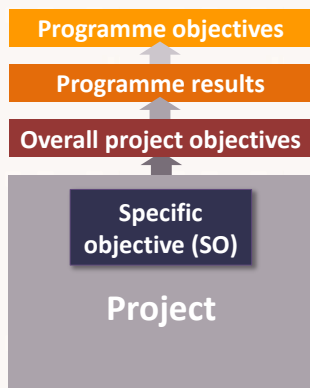 Programme objectives
Programme results
Overall project objectives
Specific
objective (SO)
Project